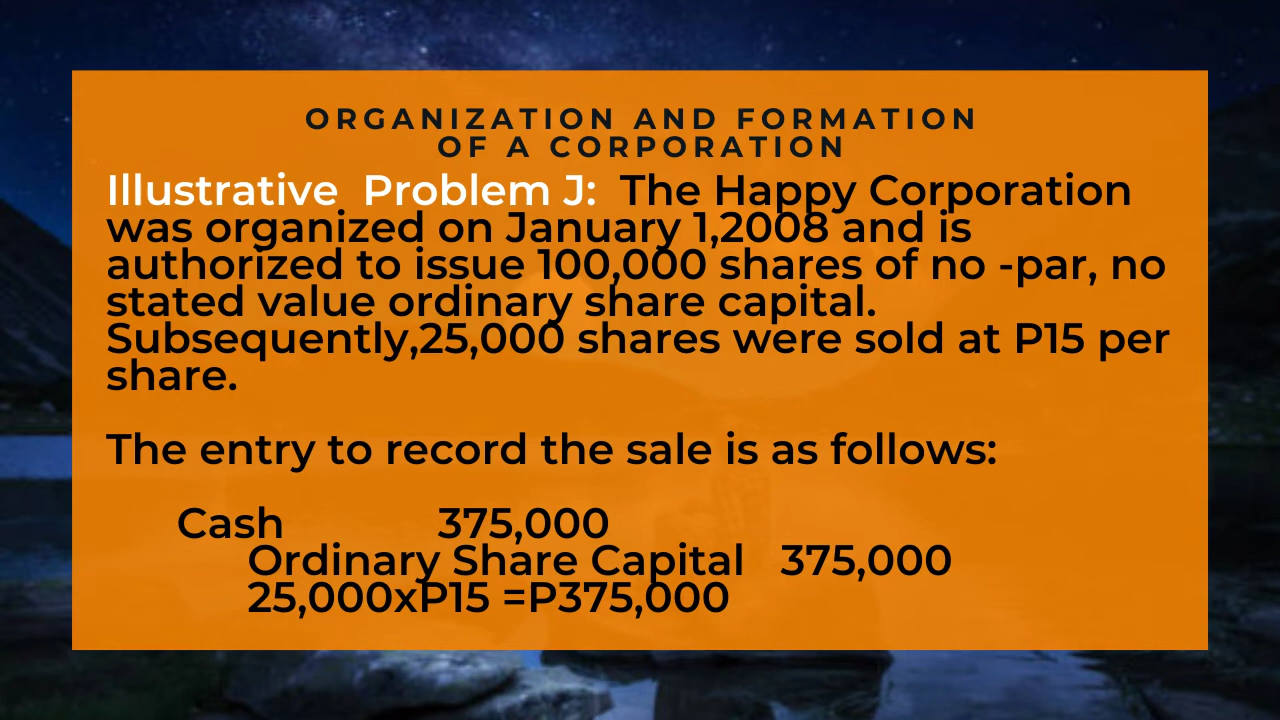 ORGANIZATION AND FORMATION
OF A CORPORATION
Illustrative  Problem J:  The Happy Corporation
was organized on January 1,2008 and is
authorized to issue 100,000 shares of no -par, no
stated value ordinary share capital.
Subsequently,25,000 shares were sold at P15 per
share.
The entry to record the sale is as follows:
Cash 375,000
Ordinary Share Capital 375,000
25,000xP15 =P375,000